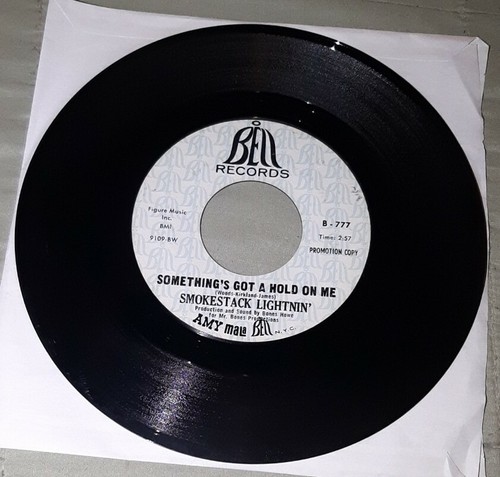 BELL
RECORDS
Figure Music
Inc.
BMI
9109-BW
B-777
Time: 2:57
PROMOTION COPY
SOMETHING'S GOT A HOLD ON ME
(Woods-Kirkland-James)
SMOKESTACK LIGHTNIN'
Production and Sound by Bones Howe
for Mr. Bones Productions
AMY mala BELL N.Y.C.